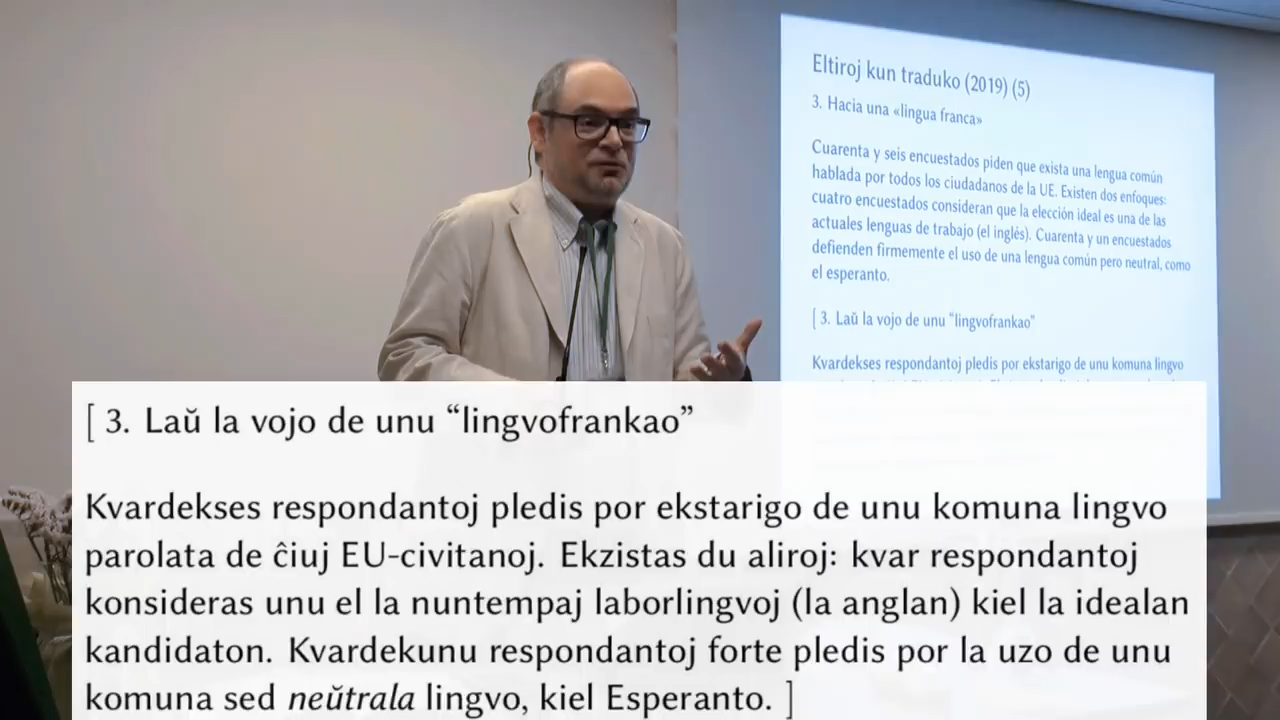 Eltiroj kun traduko (2019) (5)
3. Hacia una «lingua franca»
Cuarenta y seis encuestados piden que exista una lengua común
hablada por todos los ciudadanos de la UE. Existen dos enfoques:
cuatro encuestados consideran que la elección ideal es una de las
actuales lenguas de trabajo (el inglés). Cuarenta y un encuestados
defienden firmemente el uso de una lengua común pero neutral, como
el esperanto.
[ 3. Laŭ la vojo de unu "lingvofrankao"
Kvardekses respondantoj pledis por ekstarigo de unu komuna lingvo
[ 3. Laŭ la vojo de unu “lingvofrankao”
Kvardekses respondantoj pledis por ekstarigo de unu komuna lingvo
parolata de ĉiuj EU-civitanoj. Ekzistas du aliroj: kvar respondantoj
konsideras unu el la nuntempaj laborlingvoj (la anglan) kiel la idealan
kandidaton. Kvardekunu respondantoj forte pledis por la uzo de unu
komuna sed neŭtrala lingvo, kiel Esperanto. ]